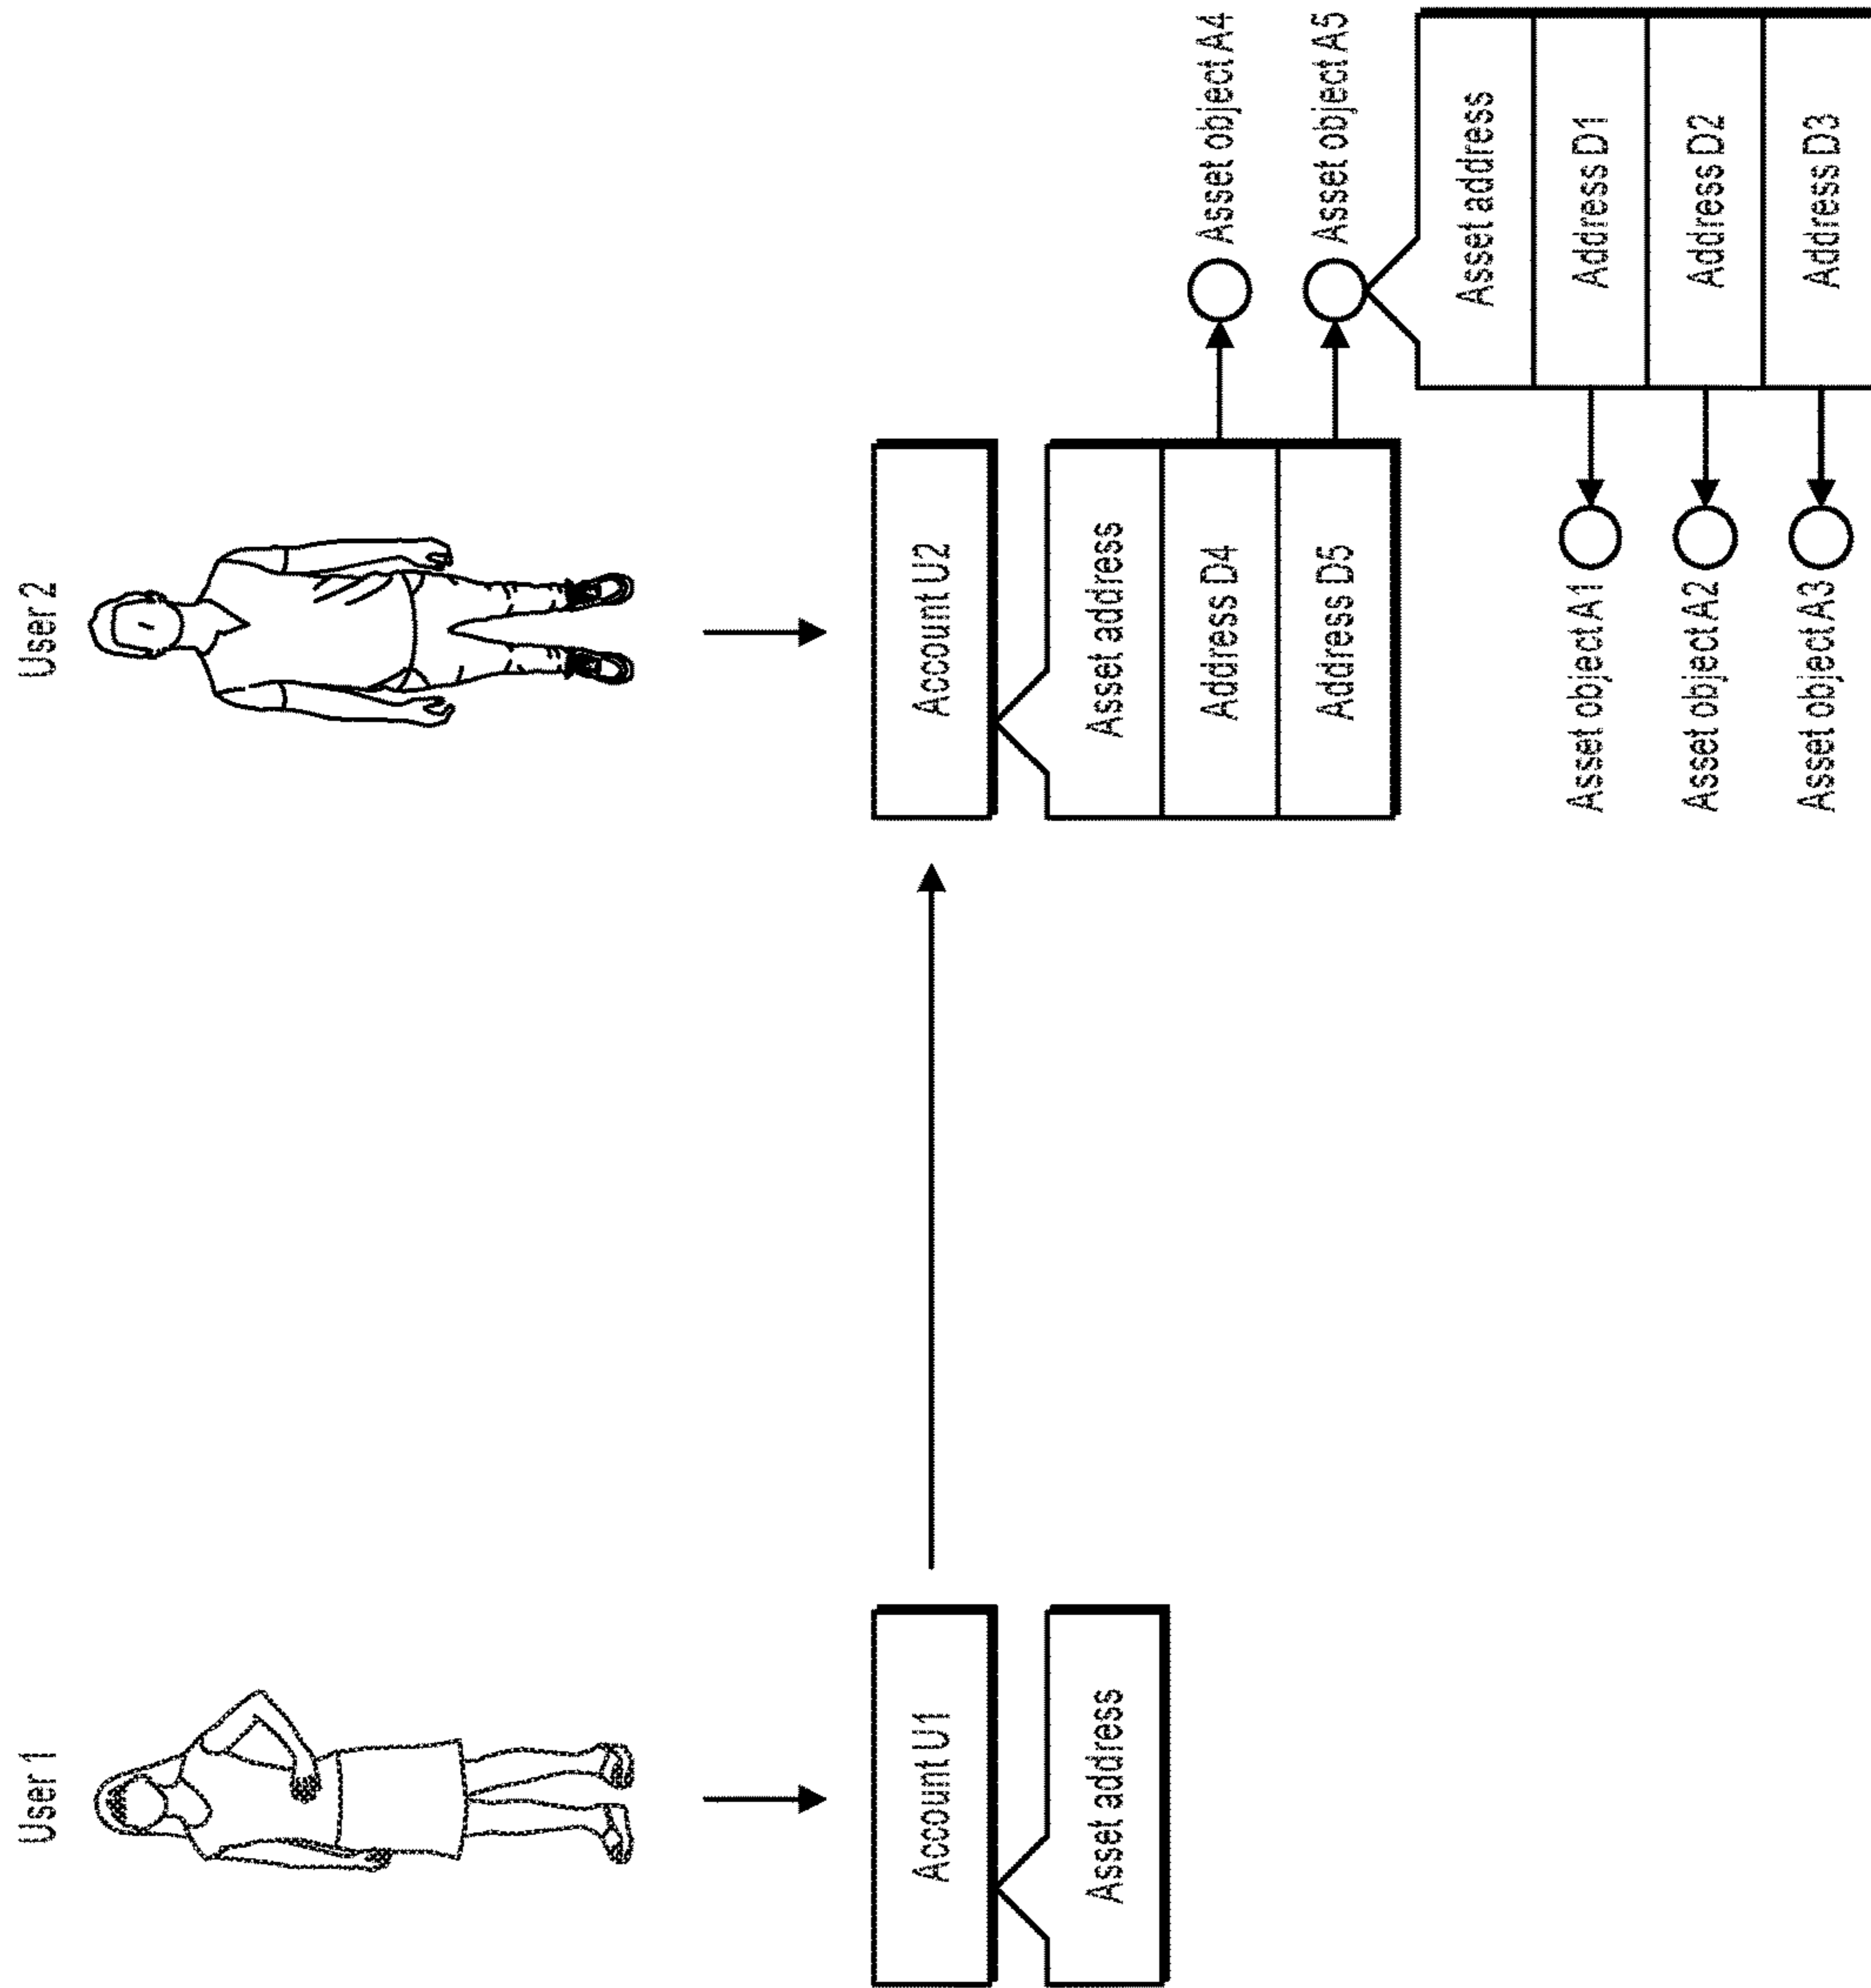 User 1
User 2
Account U1
Account U2
Asset address
Asset address
Address D4
Asset object A4
Address D5
Asset object A5
Asset address
Asset object A1
Address D1
Asset object A2
Address D2
Asset object A3
Address D3